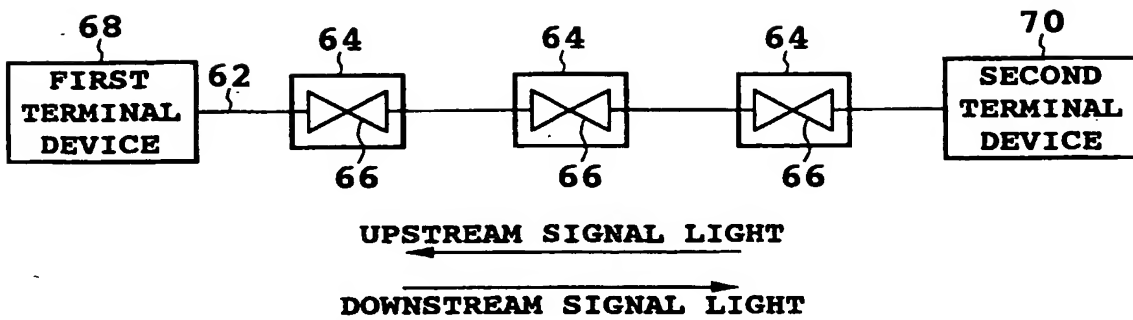 68
64
64
64
70
FIRST
TERMINAL
DEVICE
62
SECOND
TERMINAL
DEVICE
66
66
66
UPSTREAM SIGNAL LIGHT
DOWNSTREAM SIGNAL LIGHT